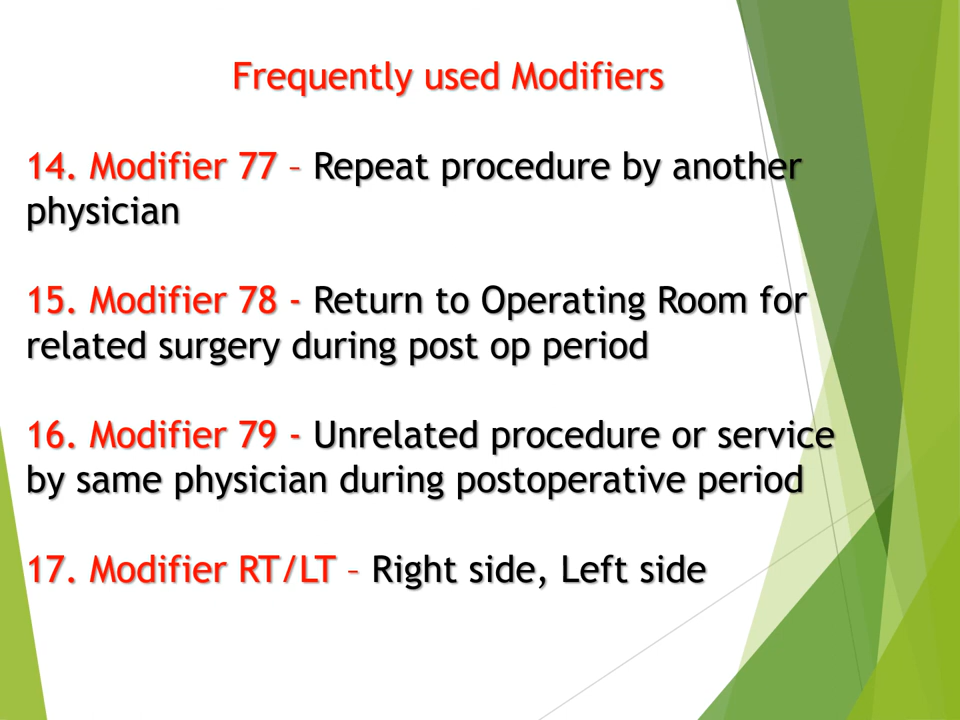 Frequently used Modifiers
14. Modifier 77 – Repeat procedure by another
physician
15. Modifier 78 - Return to Operating Room for
related surgery during post op period
16. Modifier 79 - Unrelated procedure or service
by same physician during postoperative period
17. Modifier RT/LT – Right side, Left side